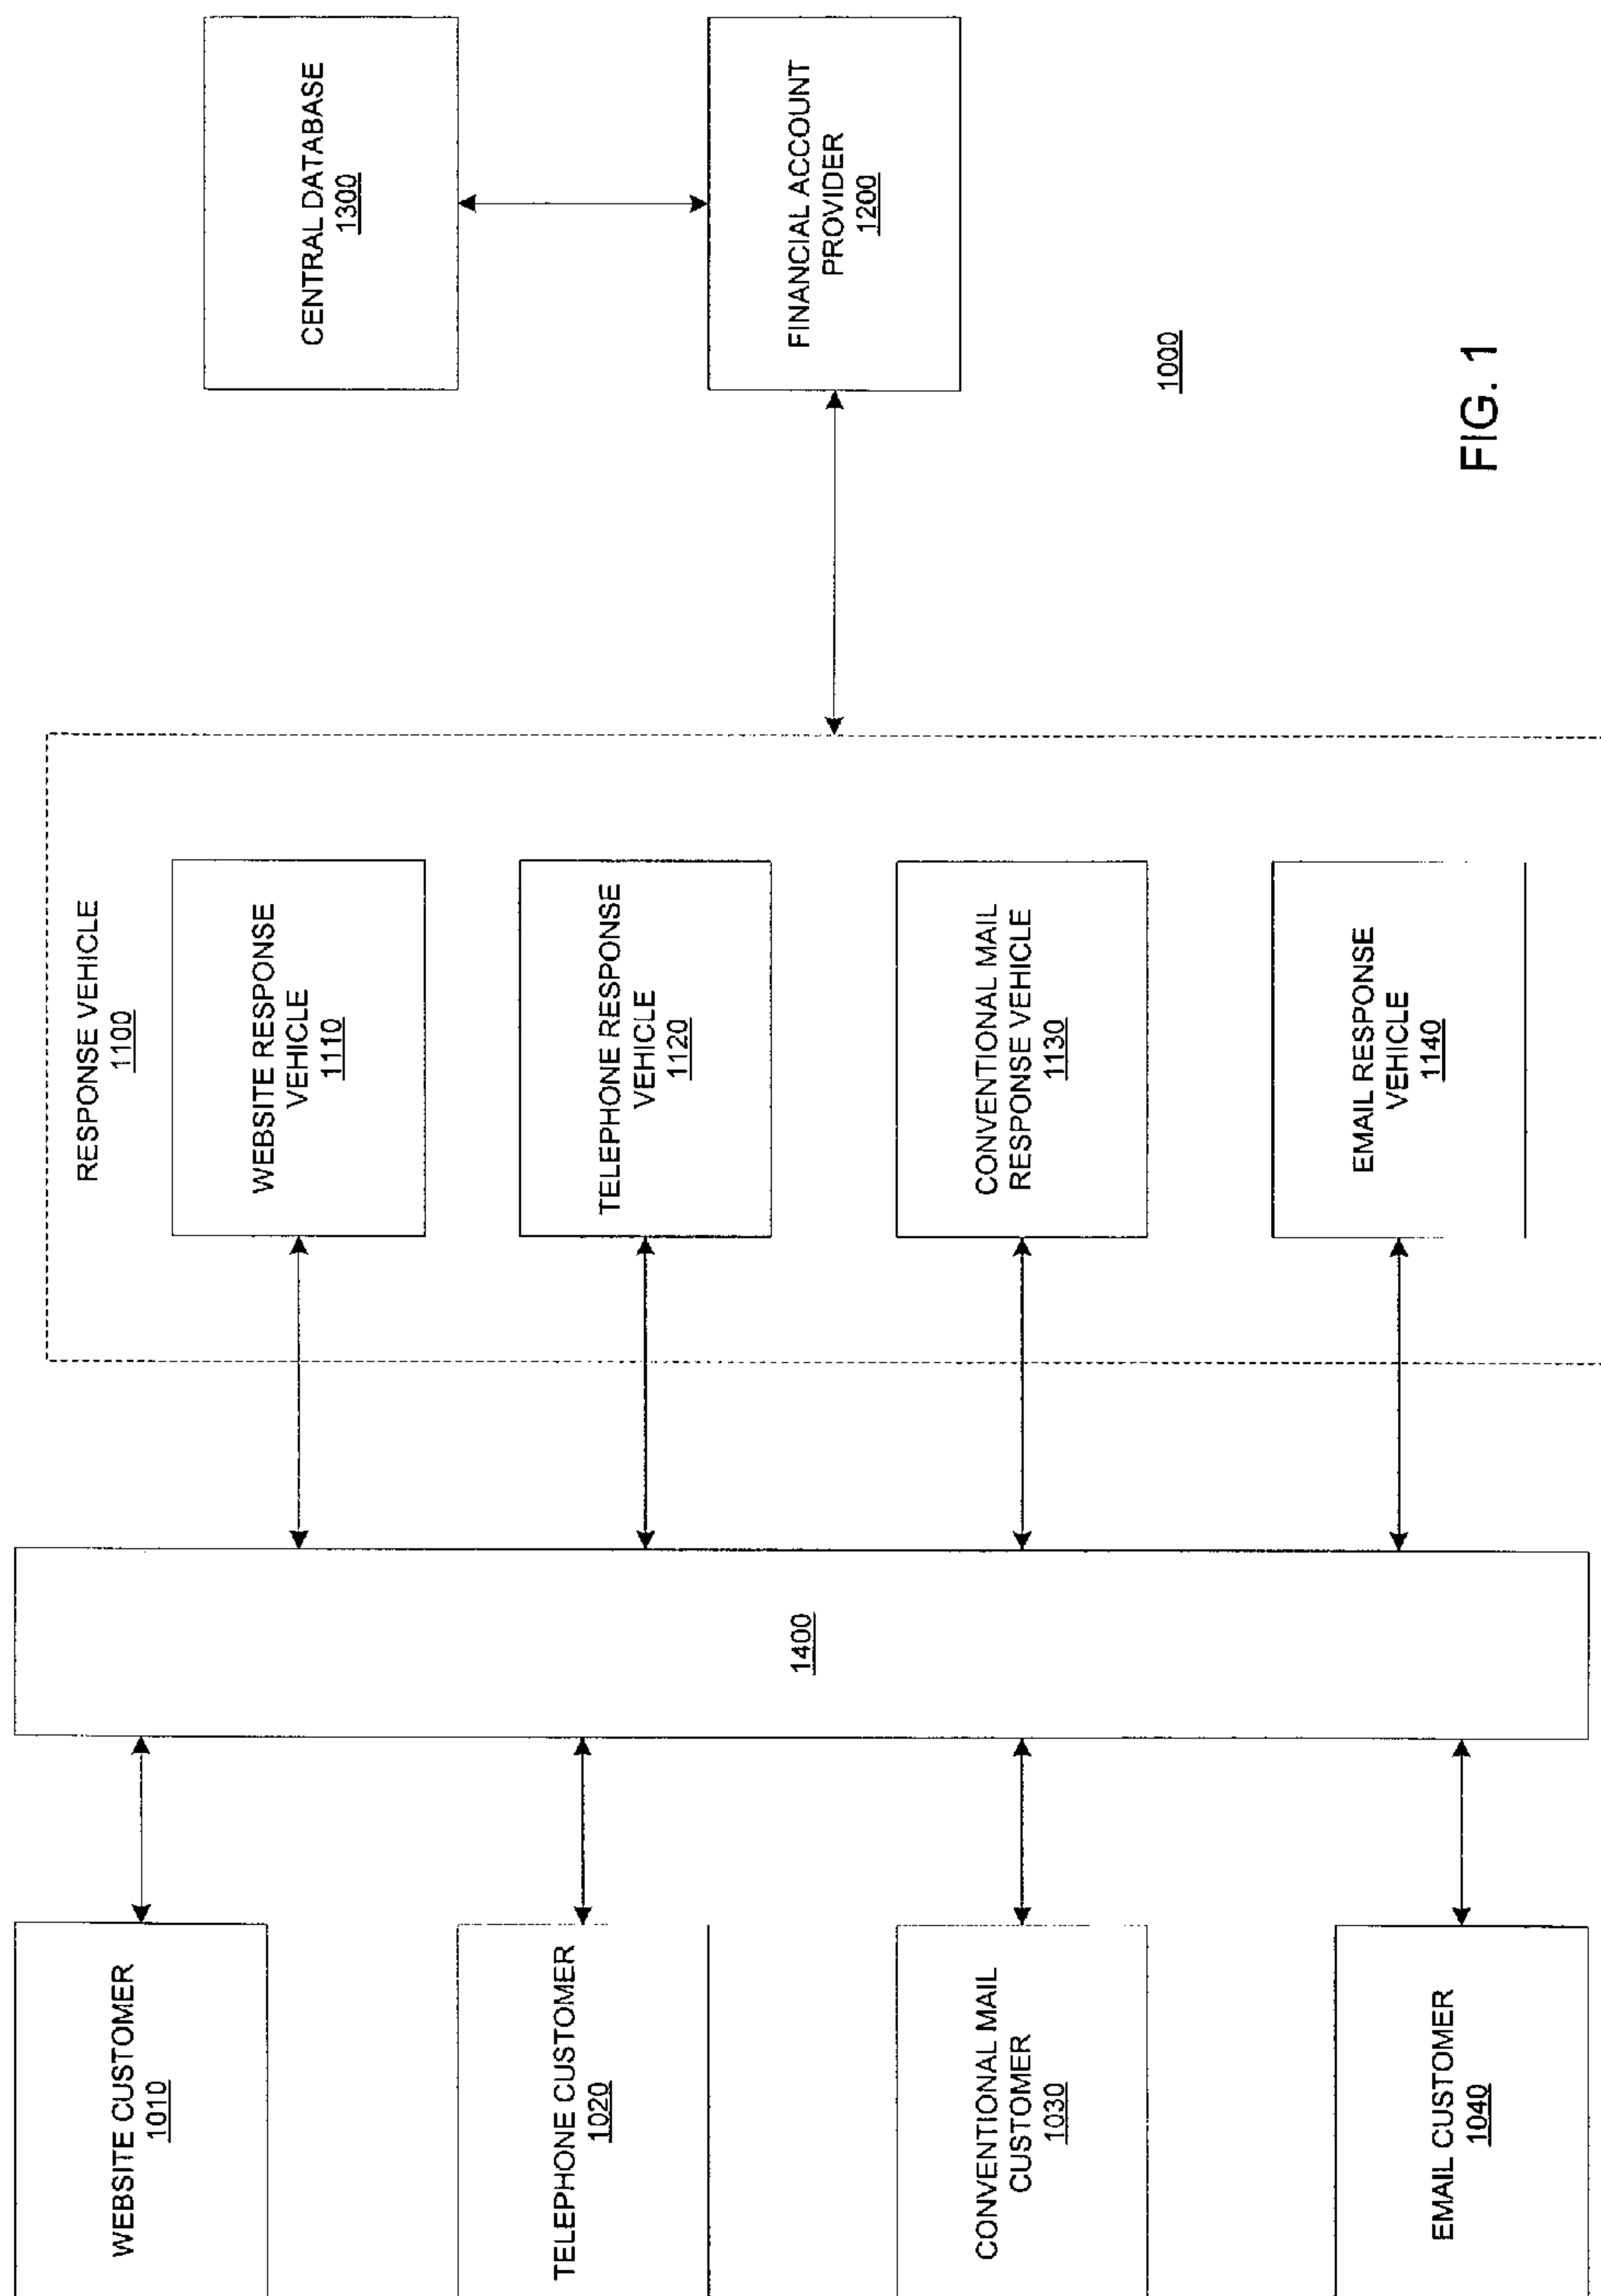 WEBSITE CUSTOMER
1010
TELEPHONE CUSTOMER
1020
CONVENTIONAL MAIL
CUSTOMER
1030
EMAIL CUSTOMER
1040
1400
RESPONSE VEHICLE
1100
WEBSITE RESPONSE
VEHICLE
1110
TELEPHONE RESPONSE
VEHICLE
1120
CONVENTIONAL MAIL
RESPONSE VEHICLE
1130
EMAIL RESPONSE
VEHICLE
1140
CENTRAL DATABASE
1300
FINANCIAL ACCOUNT
PROVIDER
1200
1000
FIG. 1